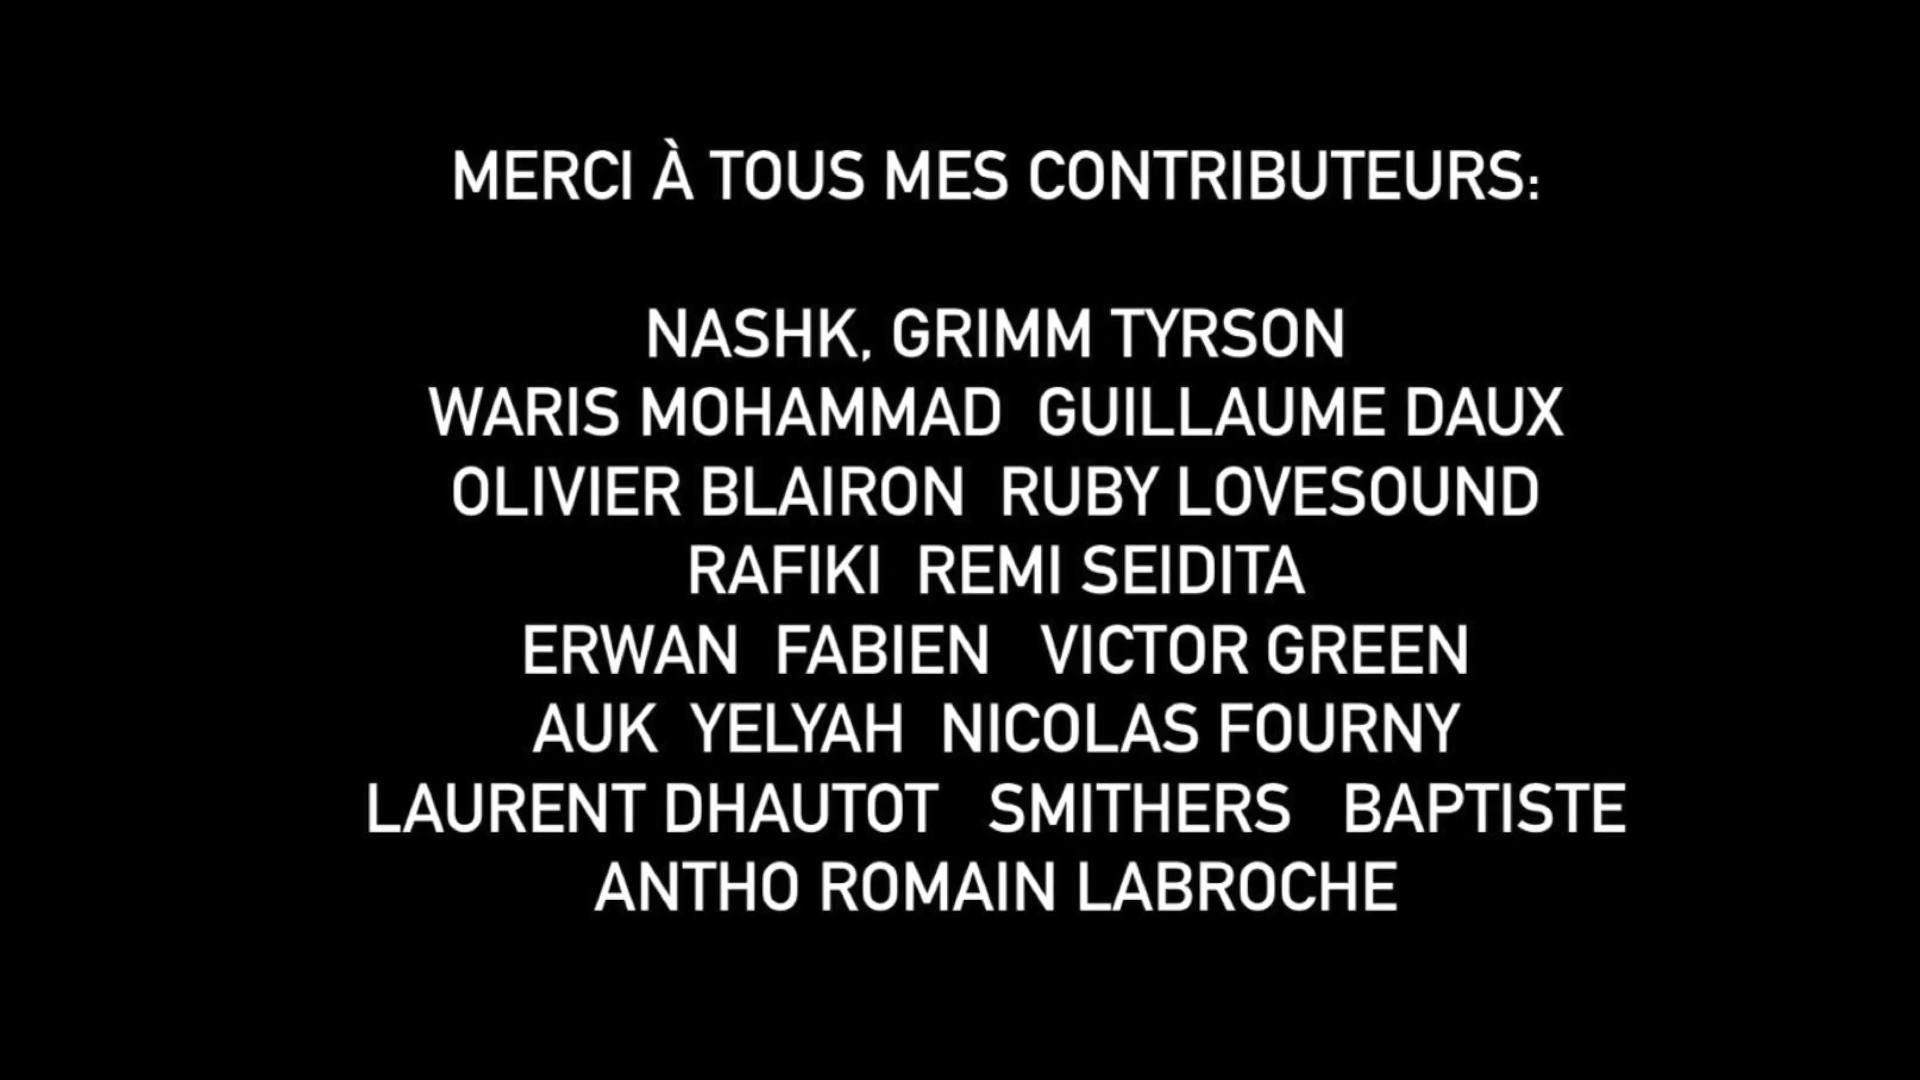 MERCI À TOUS MES CONTRIBUTEURS:
NASHK, GRIMM TYRSON
WARIS MOHAMMAD  GUILLAUME DAUX
OLIVIER BLAIRON  RUBY LOVESOUND
RAFIKI  REMI SEIDITA
ERWAN  FABIEN   VICTOR GREEN
AUK  YELYAH  NICOLAS FOURNY
LAURENT DHAUTOT   SMITHERS   BAPTISTE
ANTHO ROMAIN LABROCHE